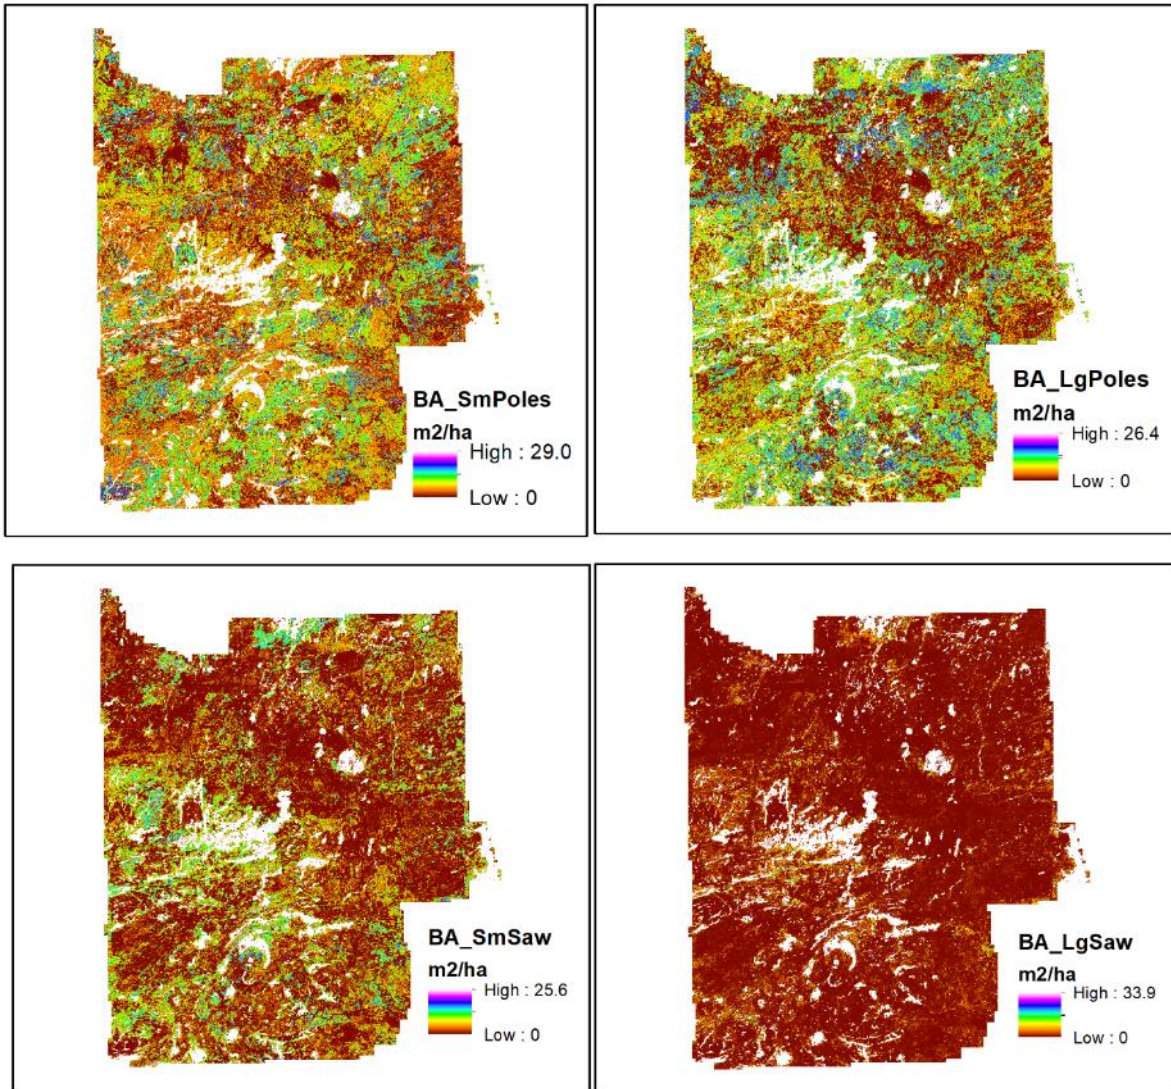 BA_SmPoles
m2/ha
High : 29.0
Low : 0
BA_LgPoles
m2/ha
High : 26.4
Low : 0
BA_SmSaw
m2/ha
High : 25.6
Low : 0
BA_LgSaw
m2/ha
High : 33.9
Low : 0